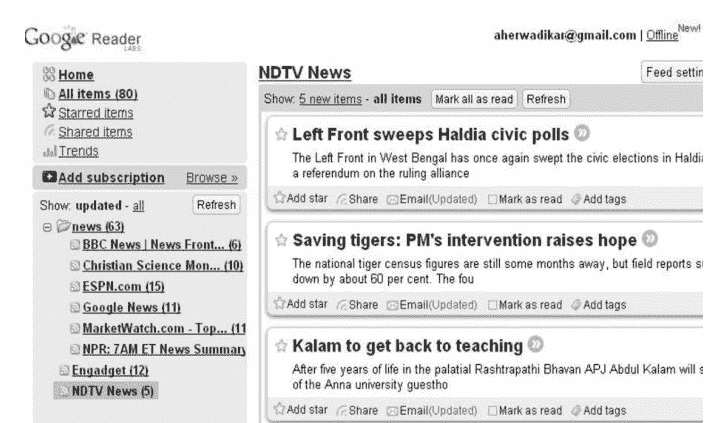 Google Reader
LABS
aherwadikar@gmail.com | Offline New!
Home
All items (80)
Starred items
Shared items
Trends
Add subscription Browse »
Show: updated - all Refresh
news (63)
BBC News | News Front... (6)
Christian Science Mon... (10)
ESPN.com (15)
Google News (11)
MarketWatch.com - Top... (11
NPR: 7AM ET News Summary
Engadget (12)
NDTV News (5)
NDTV News
Feed settin
Show: 5 new items - all items Mark all as read Refresh
Left Front sweeps Haldia civic polls
The Left Front in West Bengal has once again swept the civic elections in Haldia
a referendum on the ruling alliance
Add star Share Email(Updated) Mark as read Add tags
Saving tigers: PM's intervention raises hope
The national tiger census figures are still some months away, but field reports su
down by about 60 per cent. The fou
Add star Share Email(Updated) Mark as read Add tags
Kalam to get back to teaching
After five years of life in the palatial Rashtrapathi Bhavan APJ Abdul Kalam will s
of the Anna university guestho
Add star Share Email(Updated) Mark as read Add tags